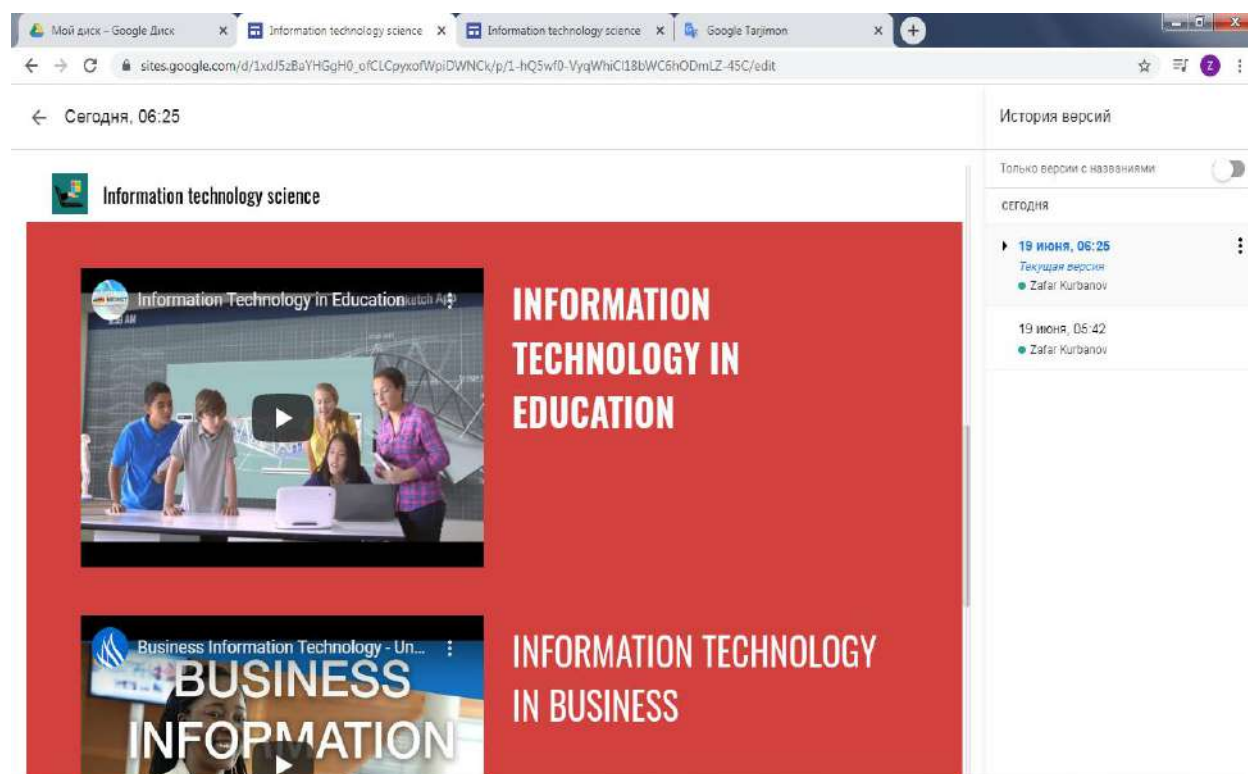 Мой диск – Google Диск
Information technology science
Information technology science
Google Tarjimon
sites.google.com/d/1xdJ5zBaYHGgH0_ofCLCpyxofWpiDWNCk/p/1-hQ5wf0-VyqWhiCl18bWC6hODmLZ-45C/edit
Z
Сегодня, 06:25
История версий
Только версии с названиями
Information technology science
СЕГОДНЯ
19 июня, 06:25
Текущая версия
Zafar Kurbanov
19 июня, 05:42
Zafar Kurbanov
Information Technology in Education
INFORMATION
TECHNOLOGY IN
EDUCATION
Business Information Technology - Un...
BUSINESS
INFORMATION
INFORMATION TECHNOLOGY
IN BUSINESS